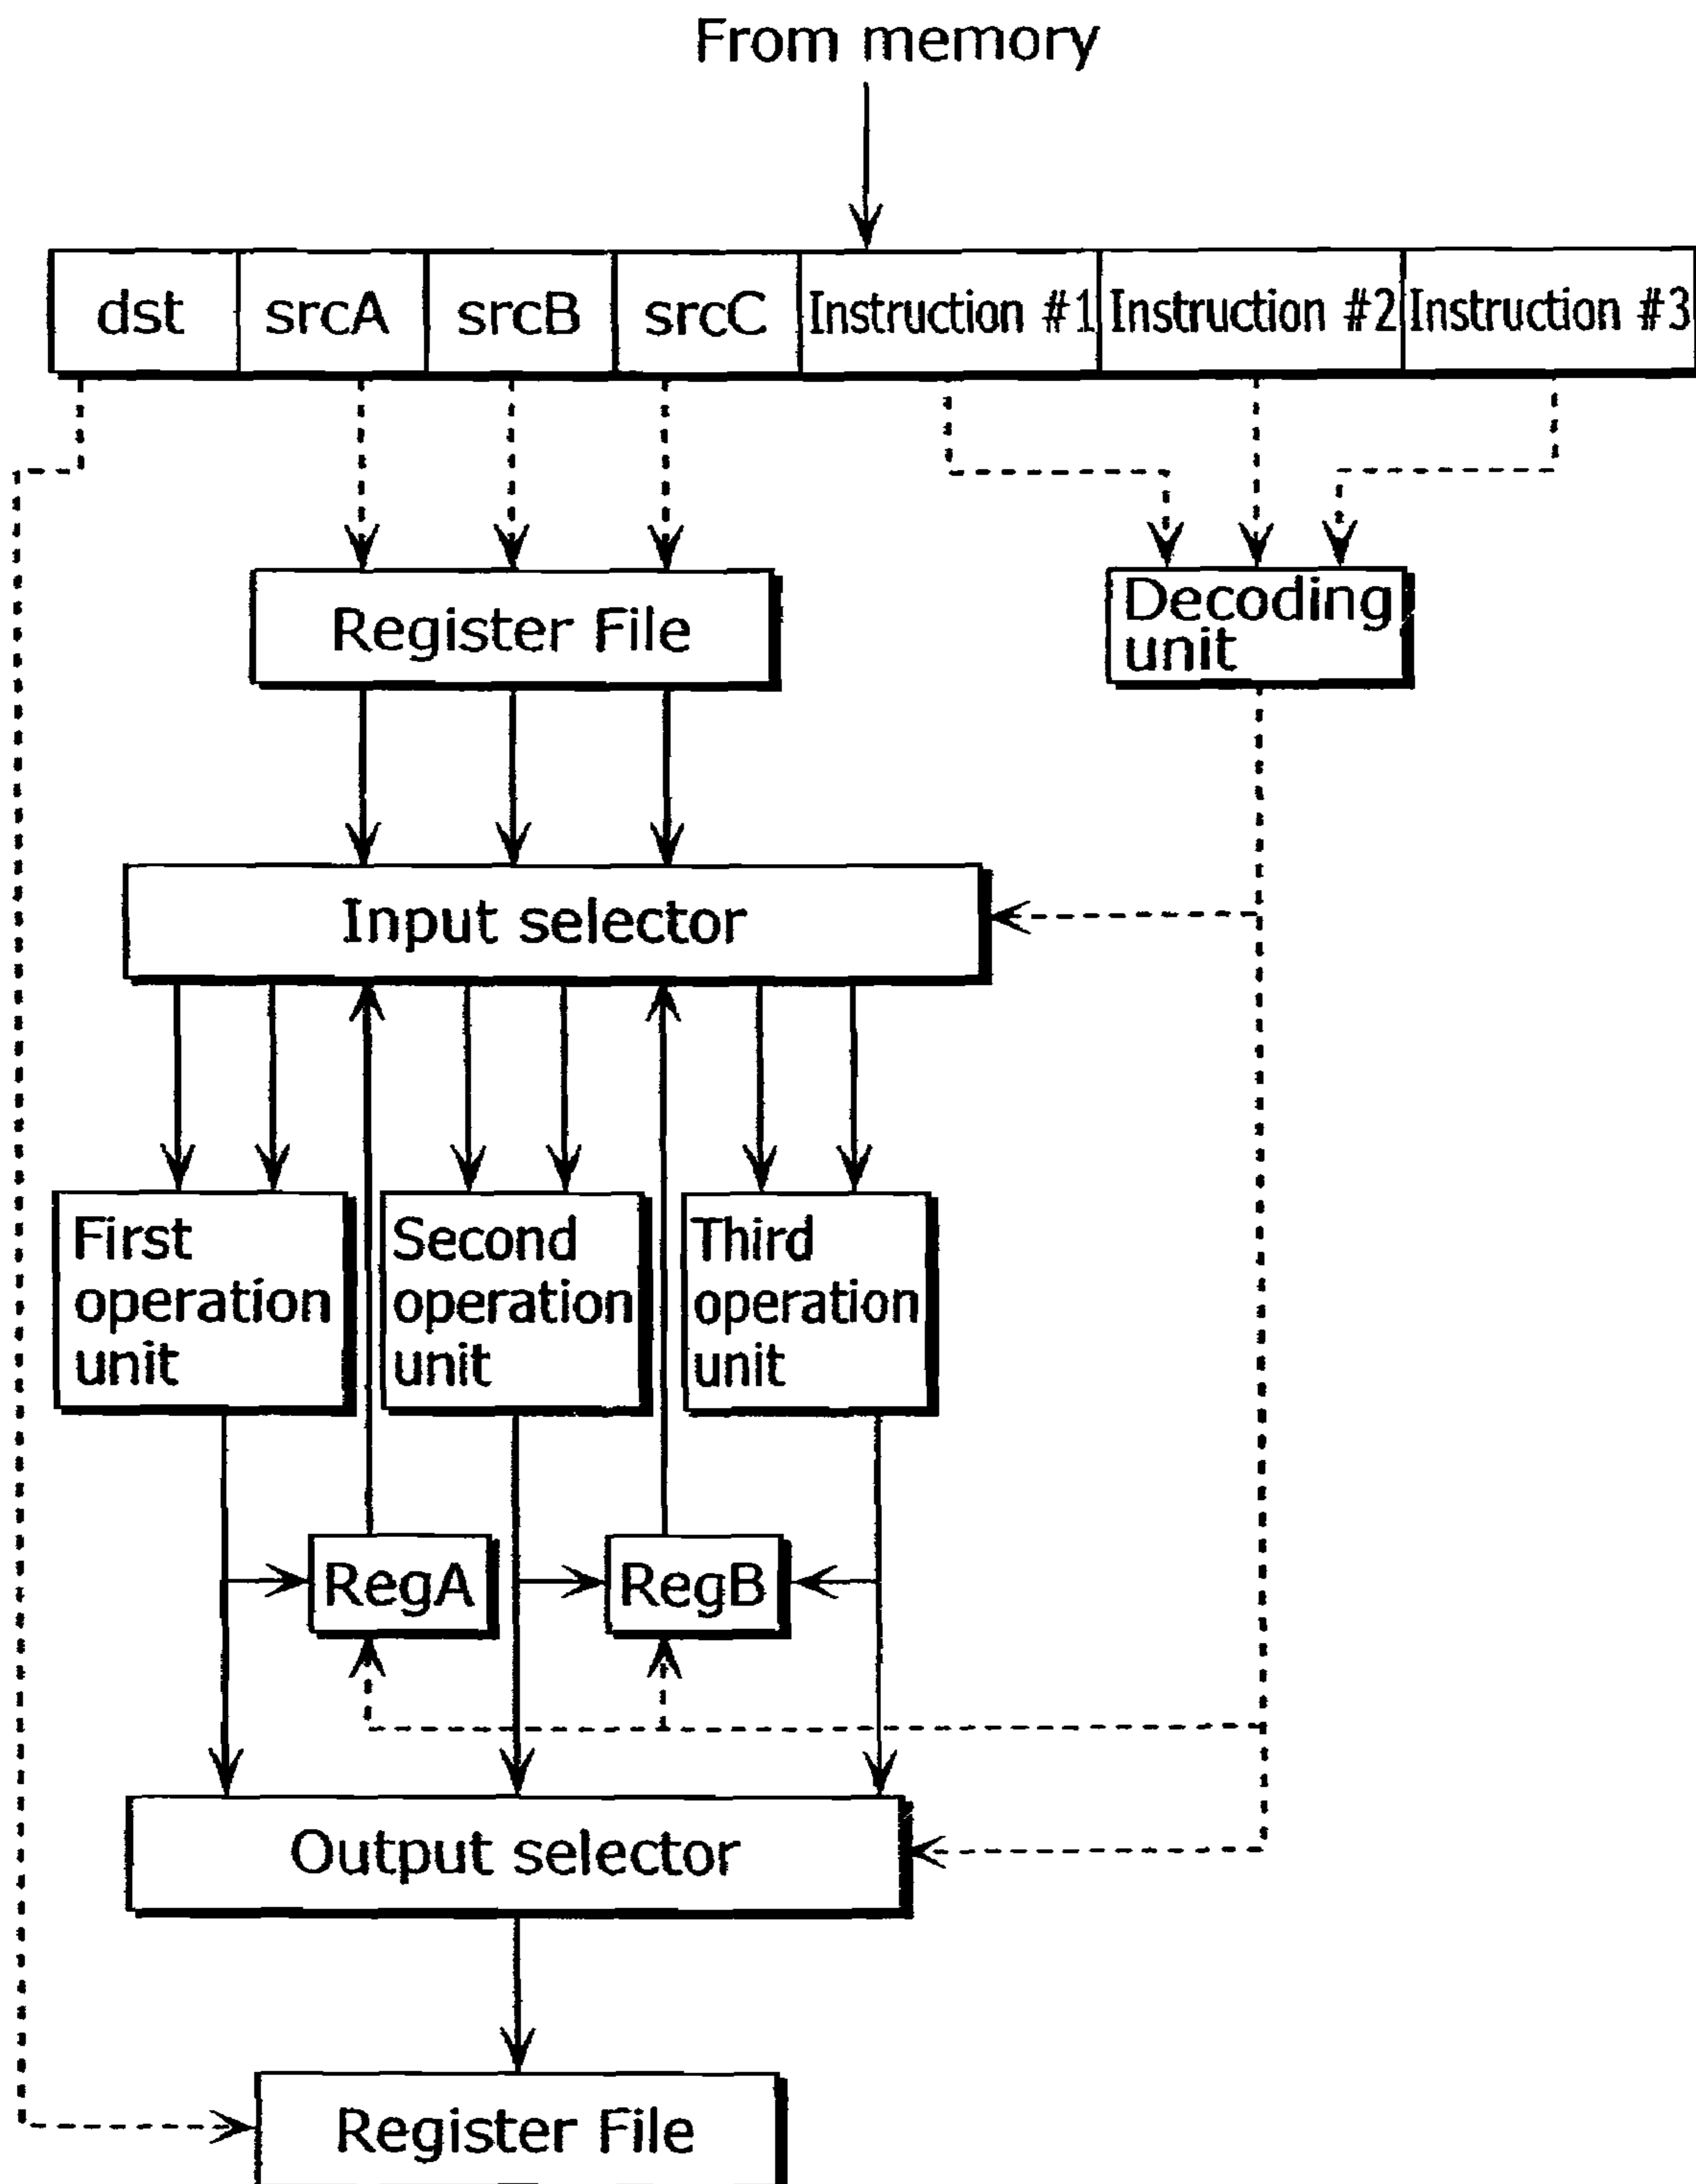 From memory
dst srcA srcB srcC Instruction #1 Instruction #2 Instruction #3
Register File
Decoding
unit
Input selector
First
operation
unit
Second
operation
unit
Third
operation
unit
RegA
RegB
Output selector
Register File